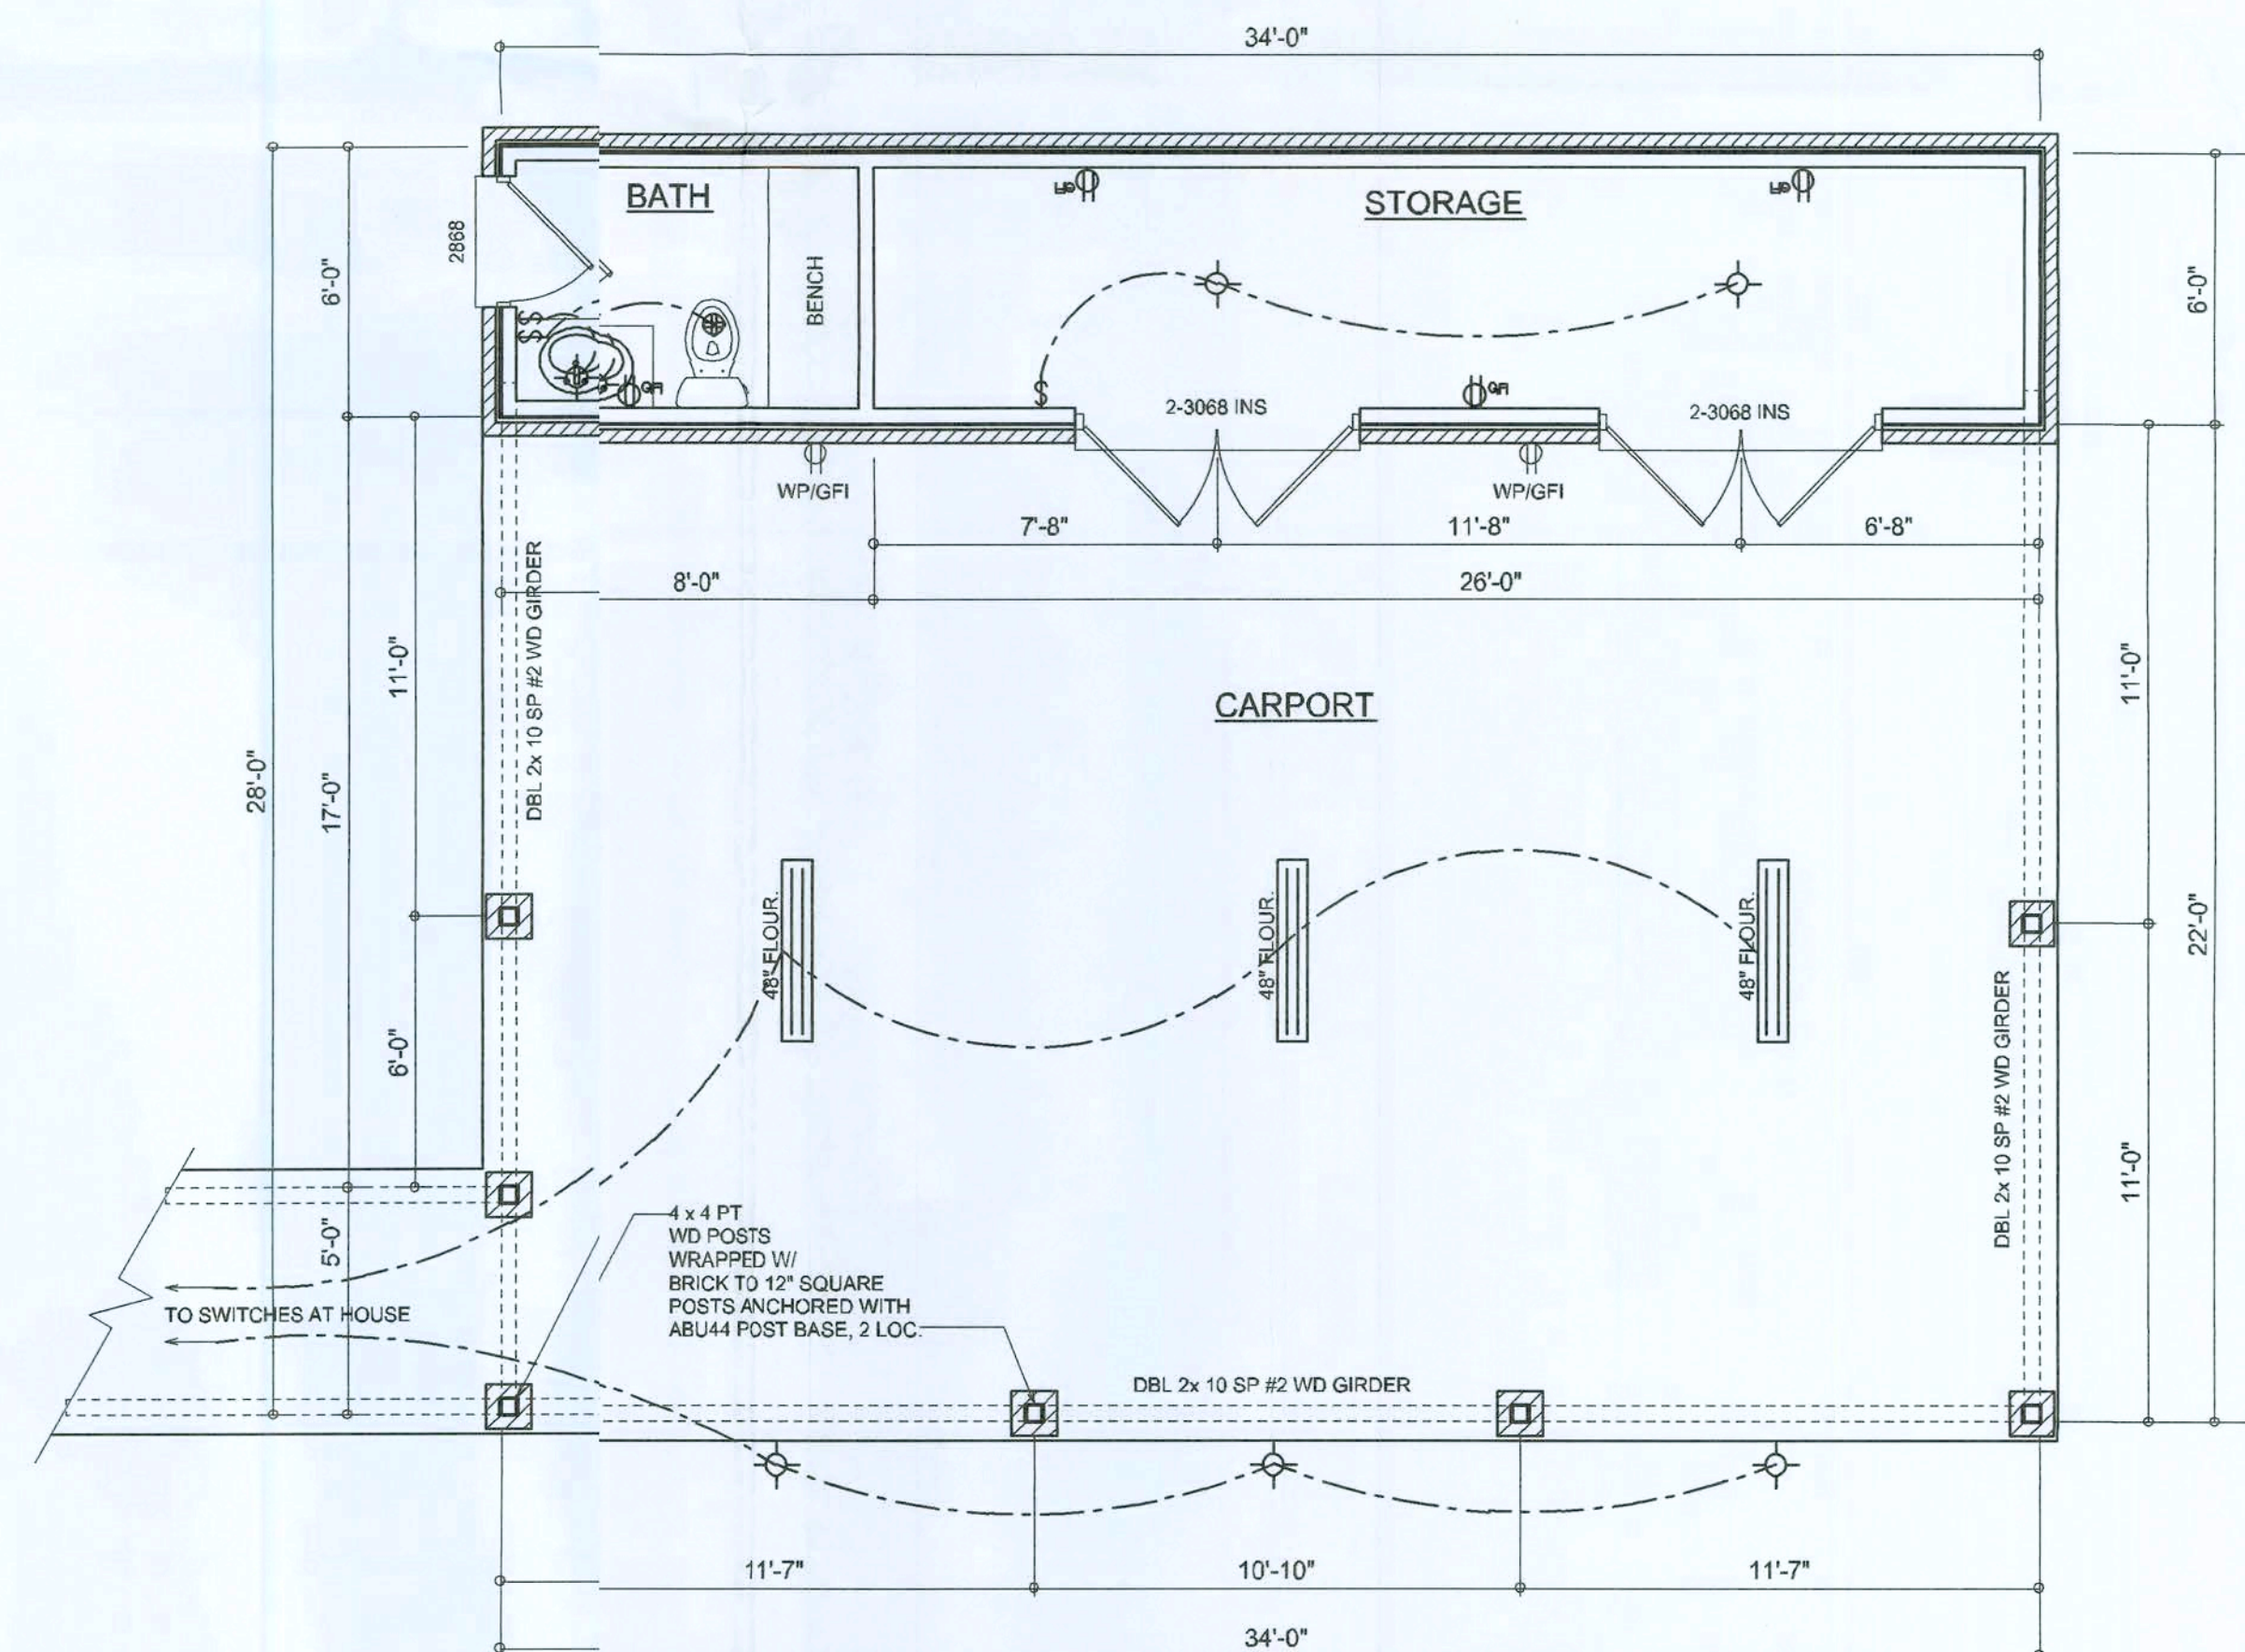 34'-0"
BATH
STORAGE
GFI
GFI
2868
BENCH
6'-0"
6'-0"
$
$
GFI
$
2-3068 INS
GFI
2-3068 INS
WP/GFI
WP/GFI
7'-8"
11'-8"
6'-8"
8'-0"
26'-0"
DBL 2x 10 SP #2 WD GIRDER
11'-0"
11'-0"
CARPORT
28'-0"
17'-0"
48" FLOUR.
48" FLOUR.
48" FLOUR.
22'-0"
6'-0"
DBL 2x 10 SP #2 WD GIRDER
11'-0"
5'-0"
4 x 4 PT
WD POSTS
WRAPPED W/
BRICK TO 12" SQUARE
POSTS ANCHORED WITH
ABU44 POST BASE, 2 LOC.
TO SWITCHES AT HOUSE
DBL 2x 10 SP #2 WD GIRDER
11'-7"
10'-10"
11'-7"
34'-0"